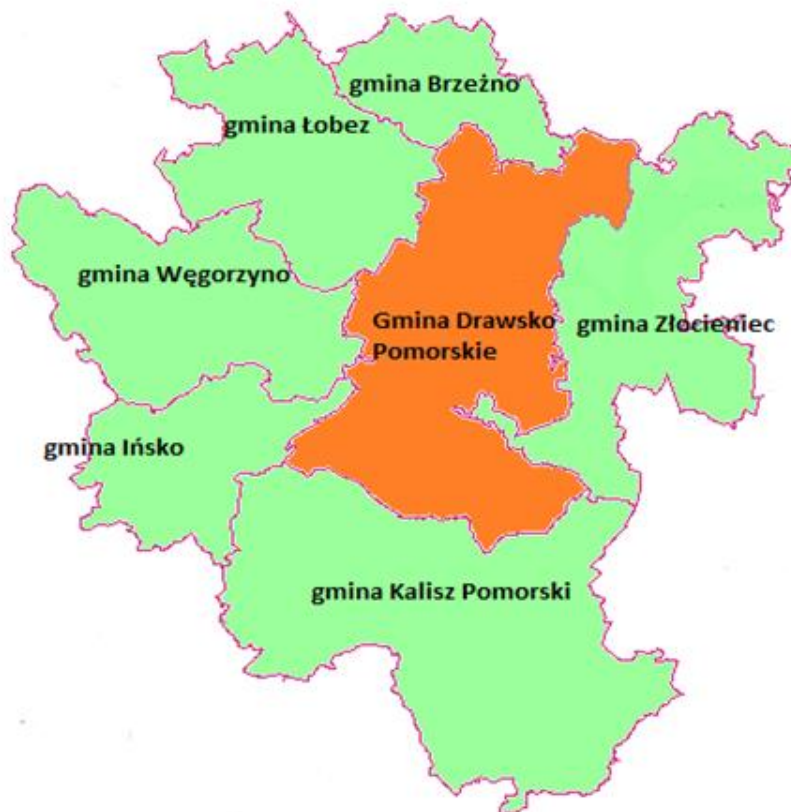 gmina Brzeżno
gmina Łobez
gmina Węgorzyno
Gmina Drawsko
Pomorskie
gmina Złocieniec
gmina Ińsko
gmina Kalisz Pomorski